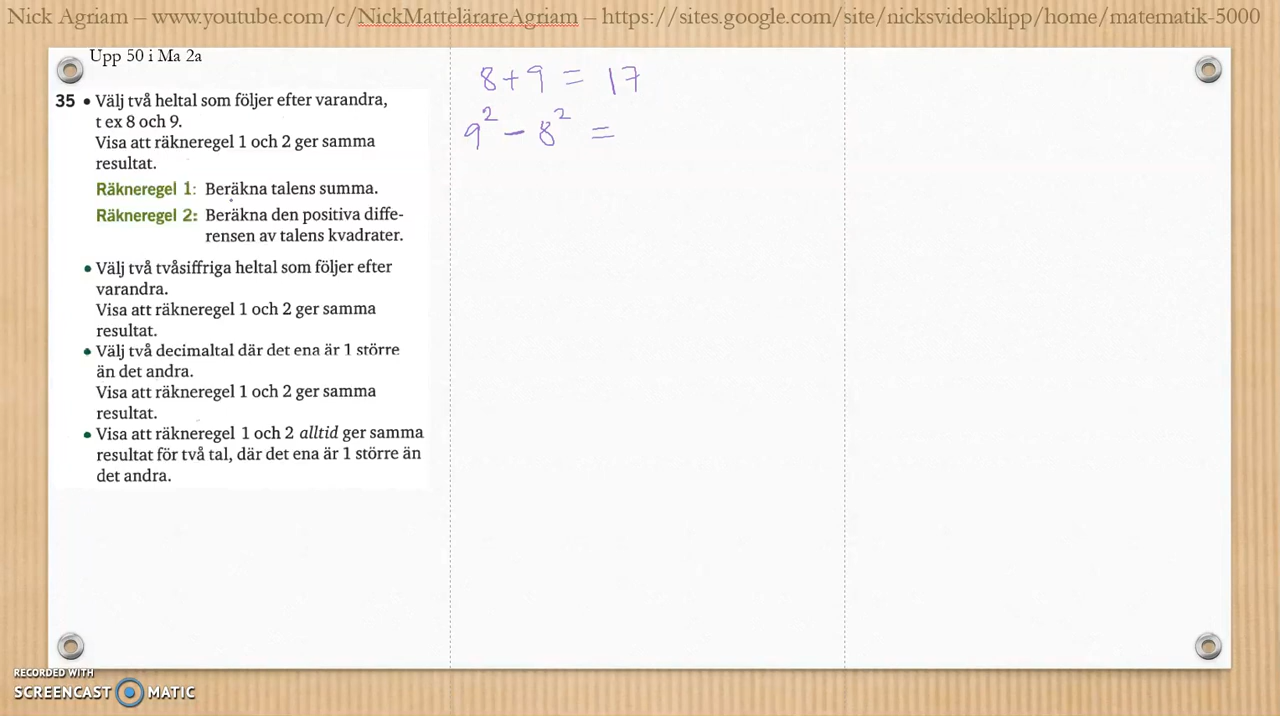 Nick Agriam – www.youtube.com/c/NickMattelärareAgriam – https://sites.google.com/site/nicksvideoklipp/home/matematik-5000
Upp 50 i Ma 2a
35 • Välj två heltal som följer efter varandra,
t ex 8 och 9.
Visa att räkneregel 1 och 2 ger samma
resultat.
Räkneregel 1: Beräkna talens summa.
Räkneregel 2: Beräkna den positiva diffe-
rensen av talens kvadrater.
• Välj två tvåsiffriga heltal som följer efter
varandra.
Visa att räkneregel 1 och 2 ger samma
resultat.
• Välj två decimaltal där det ena är 1 större
än det andra.
Visa att räkneregel 1 och 2 ger samma
resultat.
• Visa att räkneregel 1 och 2 alltid ger samma
resultat för två tal, där det ena är 1 större än
det andra.
8+9 = 17
9² – 8² =
RECORDED WITH
SCREENCAST MATIC